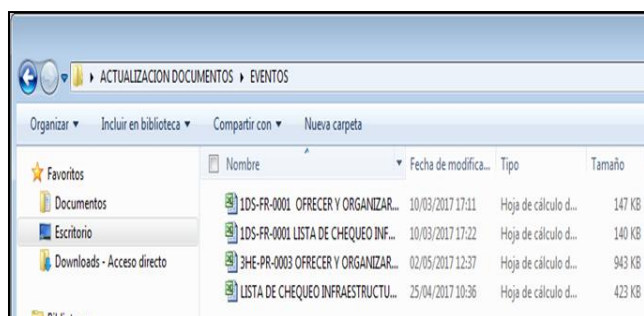 ACTUALIZACION DOCUMENTOS EVENTOS
Organizar Incluir en biblioteca Compartir con Nueva carpeta
Favoritos
Documentos
Escritorio
Downloads - Acceso directo
Nombre Fecha de modifica... Tipo Tamaño
1DS-FR-0001 OFRECER Y ORGANIZAR... 10/03/2017 17:11 Hoja de cálculo d... 147 KB
1DS-FR-0001 LISTA DE CHEQUEO INF... 10/03/2017 17:22 Hoja de cálculo d... 140 KB
3HE-PR-0003 OFRECER Y ORGANIZAR... 02/05/2017 12:37 Hoja de cálculo d... 943 KB
LISTA DE CHEQUEO INFRAESTRUCTU... 25/04/2017 10:36 Hoja de cálculo d... 423 KB